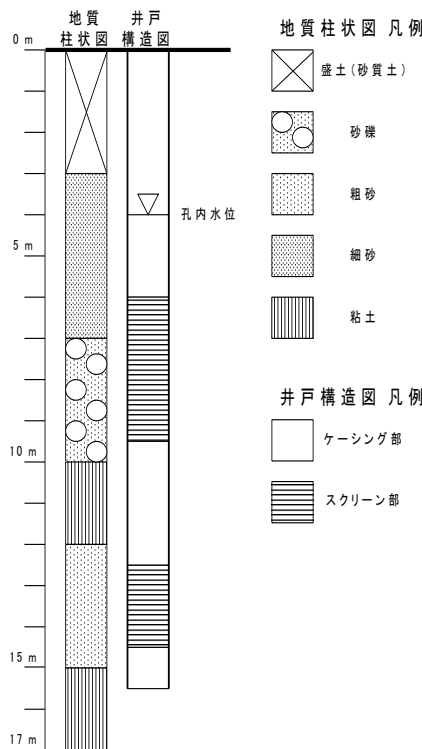 地質
柱状図
井戸
構造図
0 m
孔内水位
5 m
10 m
15 m
17 m
地質柱状図 凡例
盛土(砂質土)
砂礫
粗砂
細砂
粘土
井戸構造図 凡例
ケーシング部
スクリーン部